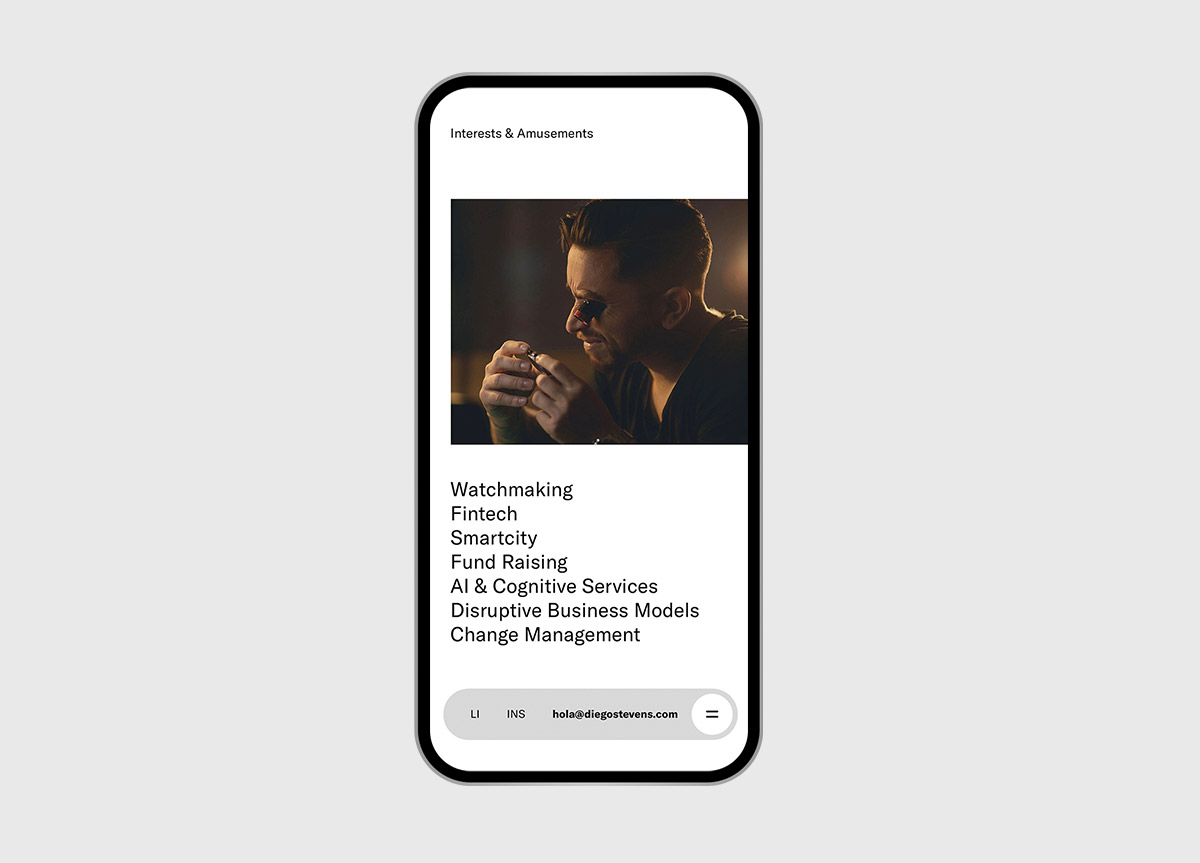 Interests & Amusements
Watchmaking
Fintech
Smartcity
Fund Raising
AI & Cognitive Services
Disruptive Business Models
Change Management
LI INS hola@diegostevens.com